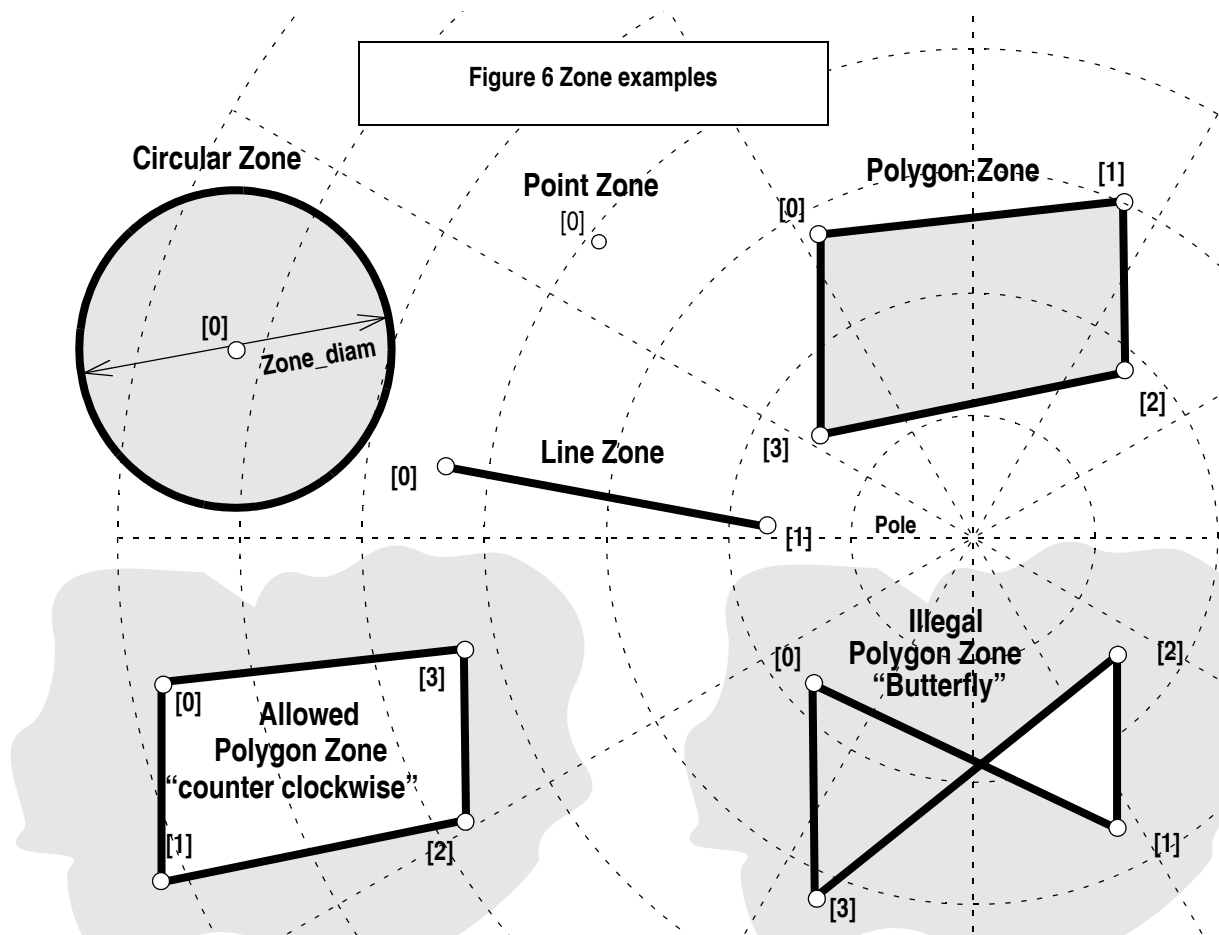 Figure 6 Zone examples
Circular Zone
[0]
Zone_diam
Point Zone
[0]
Polygon Zone
[0]
[1]
[2]
[3]
Line Zone
[0]
[1]
Pole
[0]
[3]
Allowed
Polygon Zone
“counter clockwise”
[1]
[2]
Illegal
Polygon Zone
“Butterfly”
[0]
[2]
[1]
[3]